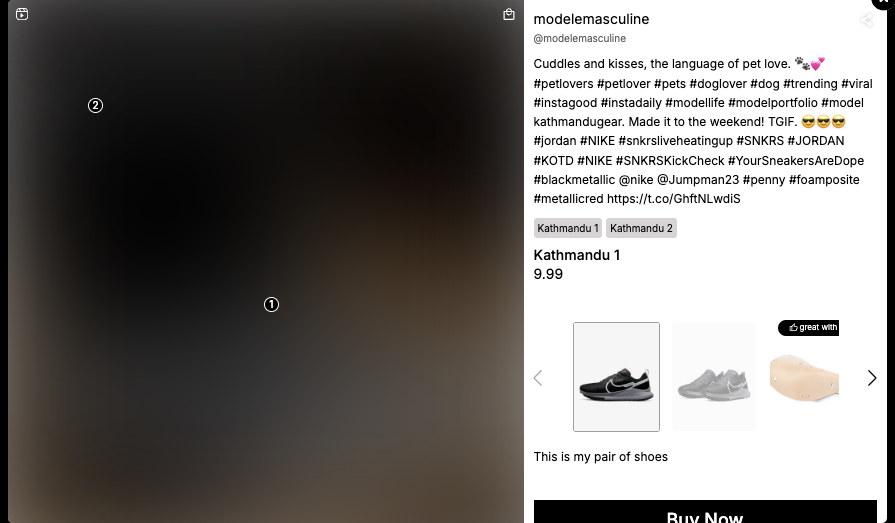 modelemasculine
@modelemasculine
Cuddles and kisses, the language of pet love. 🐾💕
#petlovers #petlover #pets #doglover #dog #trending #viral
#instagood #instadaily #modellife #modelportfolio #model
kathmandugear. Made it to the weekend! TGIF. 😎😎😎
#jordan #NIKE #snkrsliveheatingup #SNKRS #JORDAN
#KOTD #NIKE #SNKRSKickCheck #YourSneakersAreDope
#blackmetallic @nike @Jumpman23 #penny #foamposite
#metallicred https://t.co/GhftNLwdiS
Kathmandu 1 Kathmandu 2
Kathmandu 1
9.99
2
1
great with
This is my pair of shoes
Buy Now